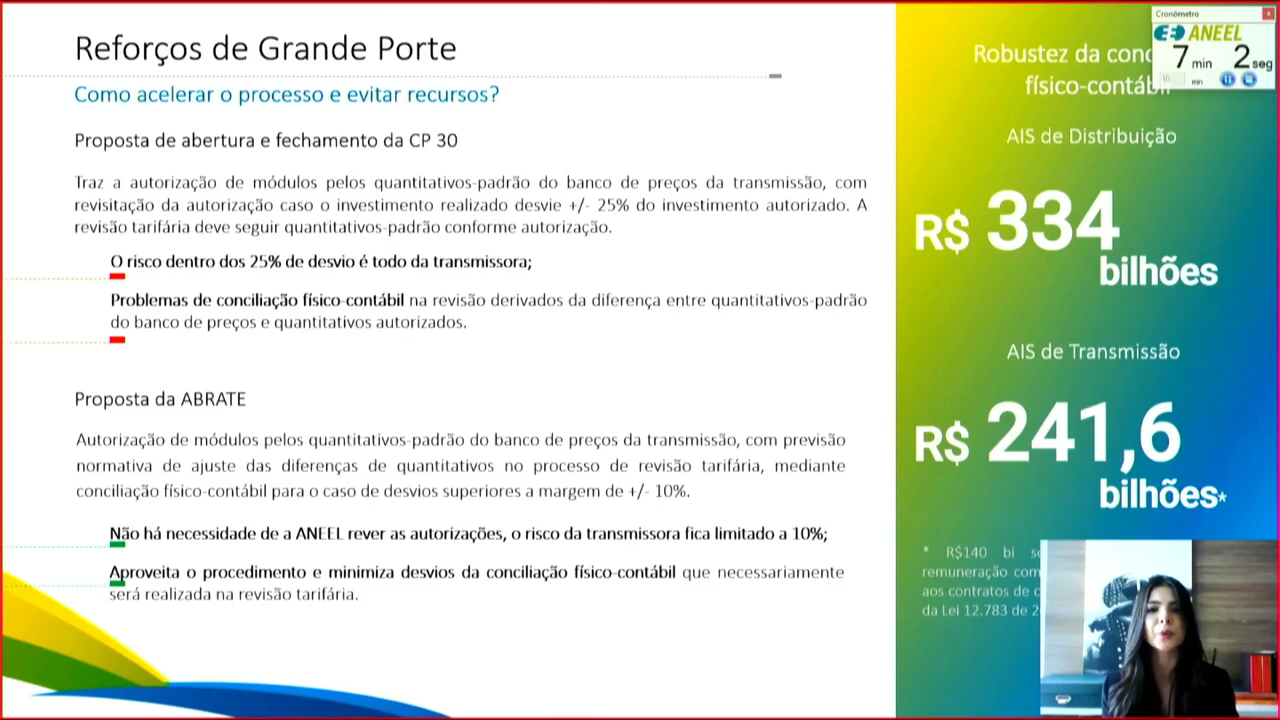 Reforços de Grande Porte
Como acelerar o processo e evitar recursos?
Proposta de abertura e fechamento da CP 30
Traz a autorização de módulos pelos quantitativos-padrão do banco de preços da transmissão, com
revisitação da autorização caso o investimento realizado desvie +/- 25% do investimento autorizado. A
revisão tarifária deve seguir quantitativos-padrão conforme autorização.
O risco dentro dos 25% de desvio é todo da transmissora;
Problemas de conciliação físico-contábil na revisão derivados da diferença entre quantitativos-padrão
do banco de preços e quantitativos autorizados.
Proposta da ABRATE
Autorização de módulos pelos quantitativos-padrão do banco de preços da transmissão, com previsão
normativa de ajuste das diferenças de quantitativos no processo de revisão tarifária, mediante
conciliação físico-contábil para o caso de desvios superiores a margem de +/- 10%.
Não há necessidade de a ANEEL rever as autorizações, o risco da transmissora fica limitado a 10%;
Aproveita o procedimento e minimiza desvios da conciliação físico-contábil que necessariamente
será realizada na revisão tarifária.
Cronômetro
ANEEL
7 min 2 seg
min
Robustez da conc
físico-contábil
AIS de Distribuição
R$ 334
bilhões
AIS de Transmissão
R$ 241,6
bilhões*
* R$140 bi
remuneração com
aos contratos de
da Lei 12.783 de 2